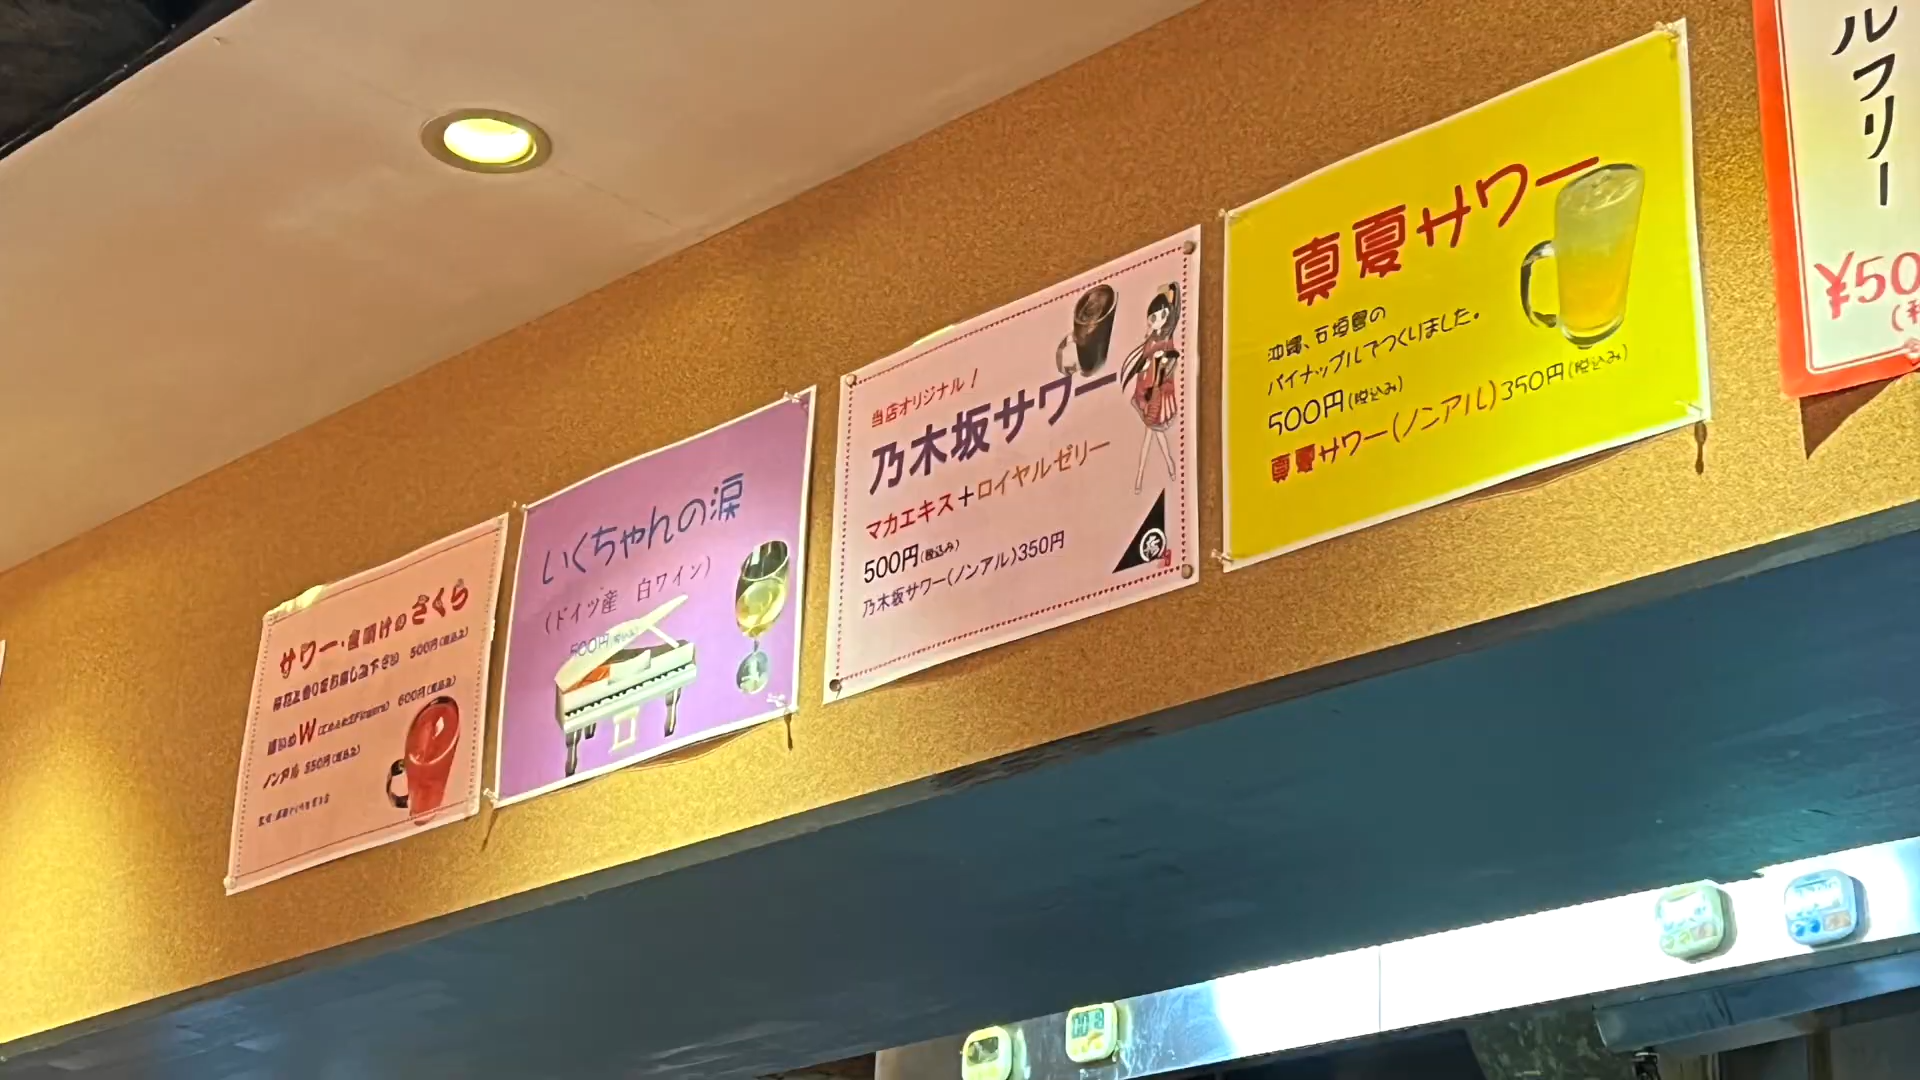 サワー・夜明けのさくら
500円(税込み)
W
600円(税込み)
ノンアル 350円(税込み)
いくちゃんの涙
(ドイツ産 白ワイン)
500円(税込み)
当店オリジナル!
乃木坂サワー
マカエキス+ロイヤルゼリー
500円(税込み)
乃木坂サワー(ノンアル)350円
真夏サワー
沖縄、石垣島の
パイナップルでつくりました。
500円(税込み)
真夏サワー(ノンアル)350円(税込み)
ルフリー
¥50